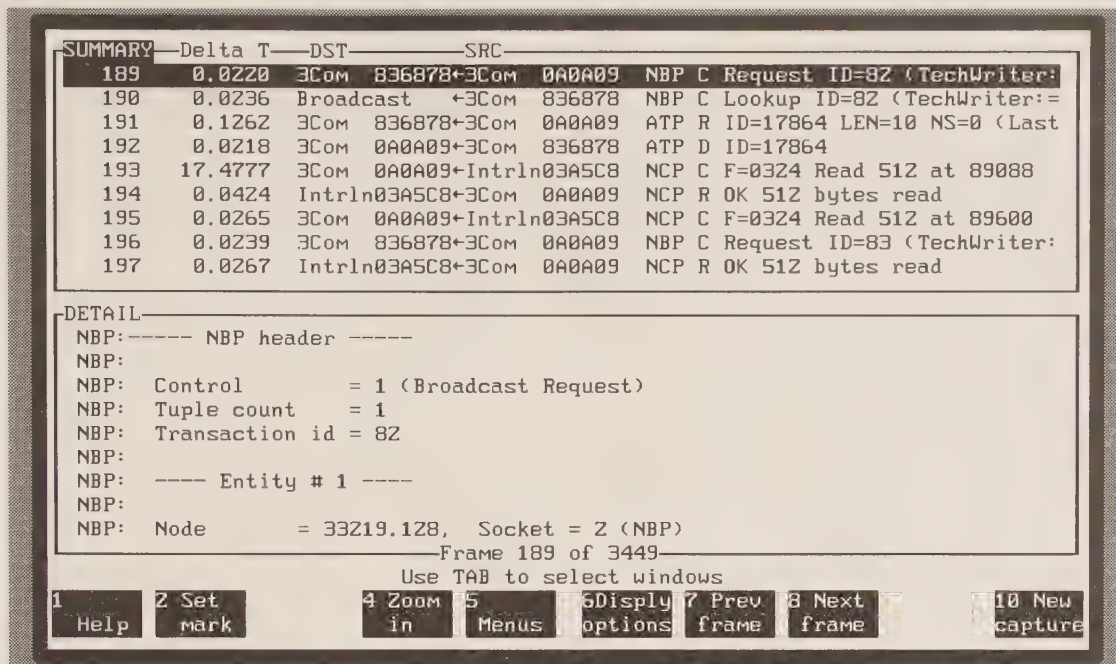 SUMMARY Delta T DST SRC
189 0.0220 3Com 836878←3Com 0A0A09 NBP C Request ID=82 (TechWriter:
190 0.0236 Broadcast ←3Com 836878 NBP C Lookup ID=82 (TechWriter:=
191 0.1262 3Com 836878←3Com 0A0A09 ATP R ID=17864 LEN=10 NS=0 (Last
192 0.0218 3Com 0A0A09←3Com 836878 ATP D ID=17864
193 17.4777 3Com 0A0A09←Intrln03A5C8 NCP C F=0324 Read 512 at 89088
194 0.0424 Intrln03A5C8←3Com 0A0A09 NCP R OK 512 bytes read
195 0.0265 3Com 0A0A09←Intrln03A5C8 NCP C F=0324 Read 512 at 89600
196 0.0239 3Com 836878←3Com 0A0A09 NBP C Request ID=83 (TechWriter:
197 0.0267 Intrln03A5C8←3Com 0A0A09 NCP R OK 512 bytes read
DETAIL
NBP:----- NBP header -----
NBP:
NBP: Control = 1 (Broadcast Request)
NBP: Tuple count = 1
NBP: Transaction id = 82
NBP:
NBP: ---- Entity # 1 ----
NBP:
NBP: Node = 33219.128, Socket = 2 (NBP)
Frame 189 of 3449
Use TAB to select windows
1 Help 2 Set mark 4 Zoom in 5 Menus 6Disply options 7 Prev frame 8 Next frame 10 New capture